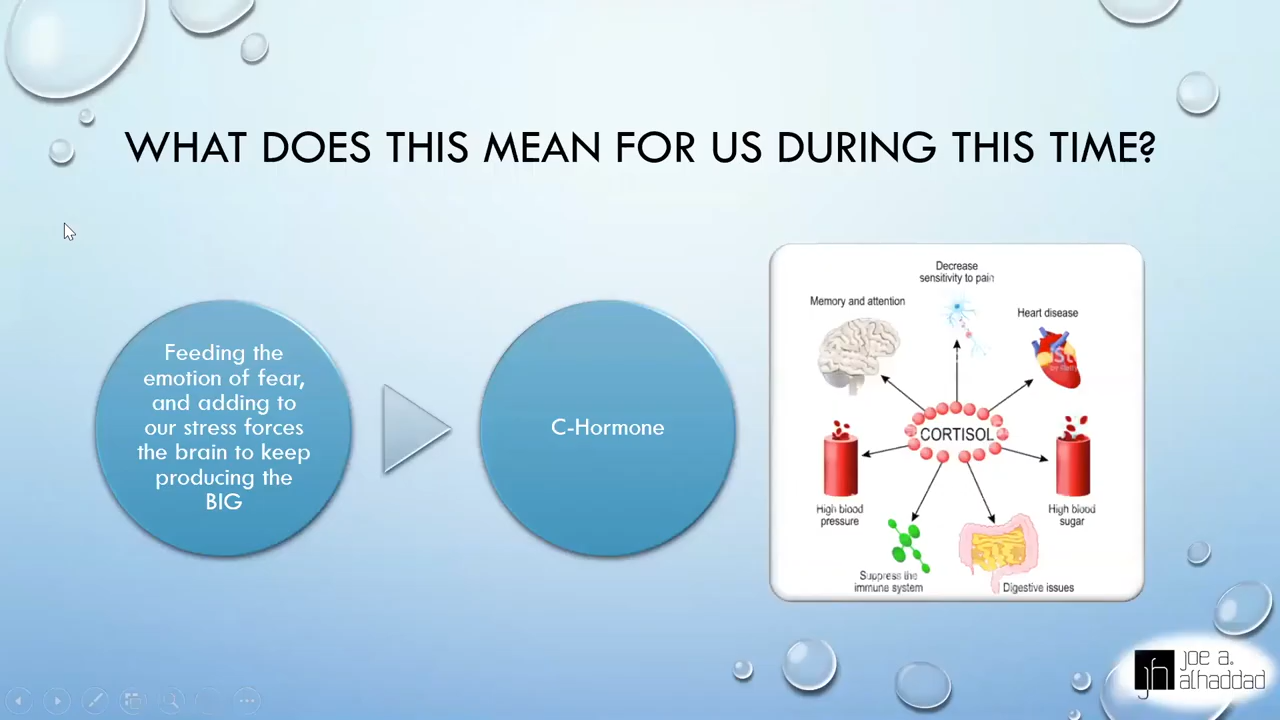 WHAT DOES THIS MEAN FOR US DURING THIS TIME?
Feeding the
emotion of fear,
and adding to
our stress forces
the brain to keep
producing the
BIG
C-Hormone
Decrease
sensitivity to pain
Memory and attention
Heart disease
CORTISOL
High blood
pressure
High blood
sugar
Suppress the
immune system
Digestive issues
joe a.
alhaddad